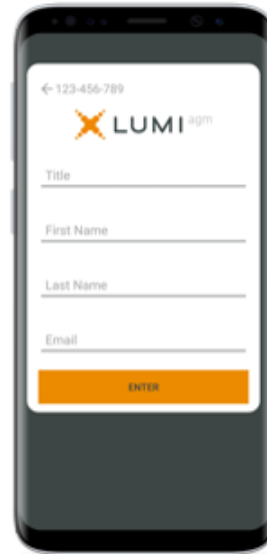 123-456-789
LUMI agm
Title
First Name
Last Name
Email
ENTER